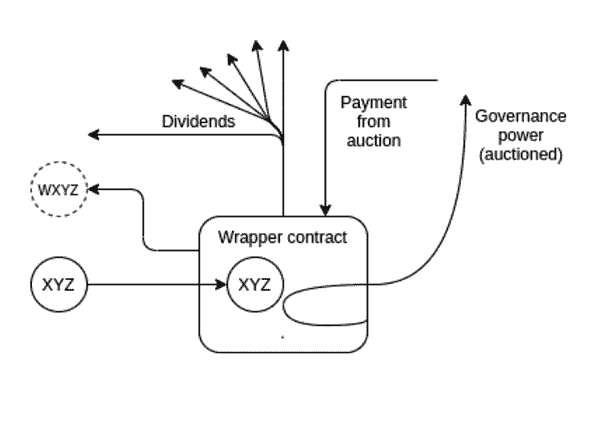 Dividends
Payment
from
auction
Governance
power
(auctioned)
WXYZ
Wrapper contract
XYZ
XYZ